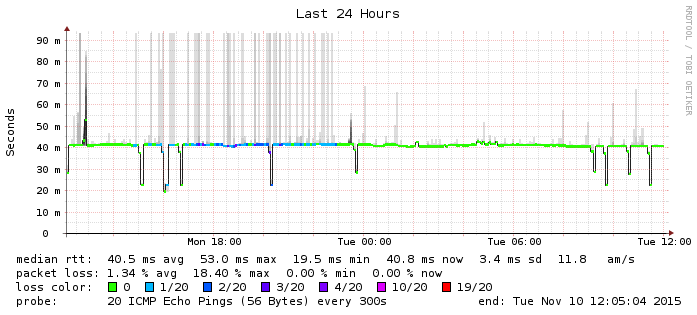 Last 24 Hours
RRDTOOL / TOBI OETIKER
Seconds
90 m
80 m
70 m
60 m
50 m
40 m
30 m
20 m
10 m
0
Mon 18:00 Tue 00:00 Tue 06:00 Tue 12:00
median rtt: 40.5 ms avg 53.0 ms max 19.5 ms min 40.8 ms now 3.4 ms sd 11.8 am/s
packet loss: 1.34 % avg 18.40 % max 0.00 % min 0.00 % now
loss color: 0 1/20 2/20 3/20 4/20 10/20 19/20
probe: 20 ICMP Echo Pings (56 Bytes) every 300s end: Tue Nov 10 12:05:04 2015